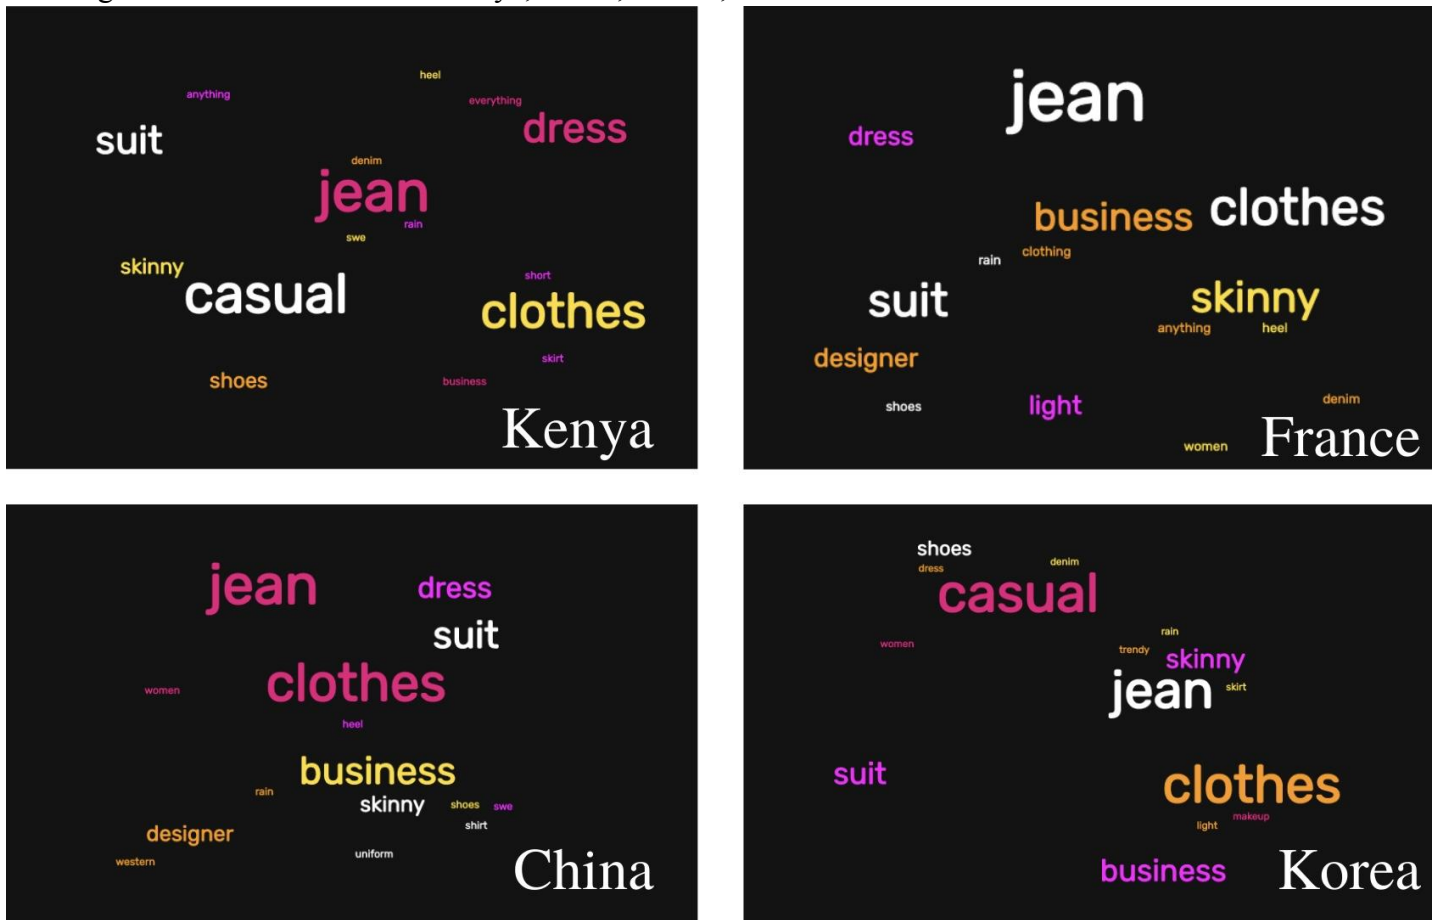 heel
anything
everything
suit
dress
denim
jean
rain
swe
skinny
casual
short
clothes
skirt
shoes
business
Kenya
jean
dress
business
clothes
clothing
rain
suit
skinny
anything
heel
designer
shoes
light
denim
women
France
jean
dress
suit
clothes
women
heel
business
rain
skinny
shoes
swe
shirt
designer
uniform
western
China
shoes
dress
denim
casual
women
rain
trendy
skinny
jean
skirt
suit
clothes
makeup
light
business
Korea